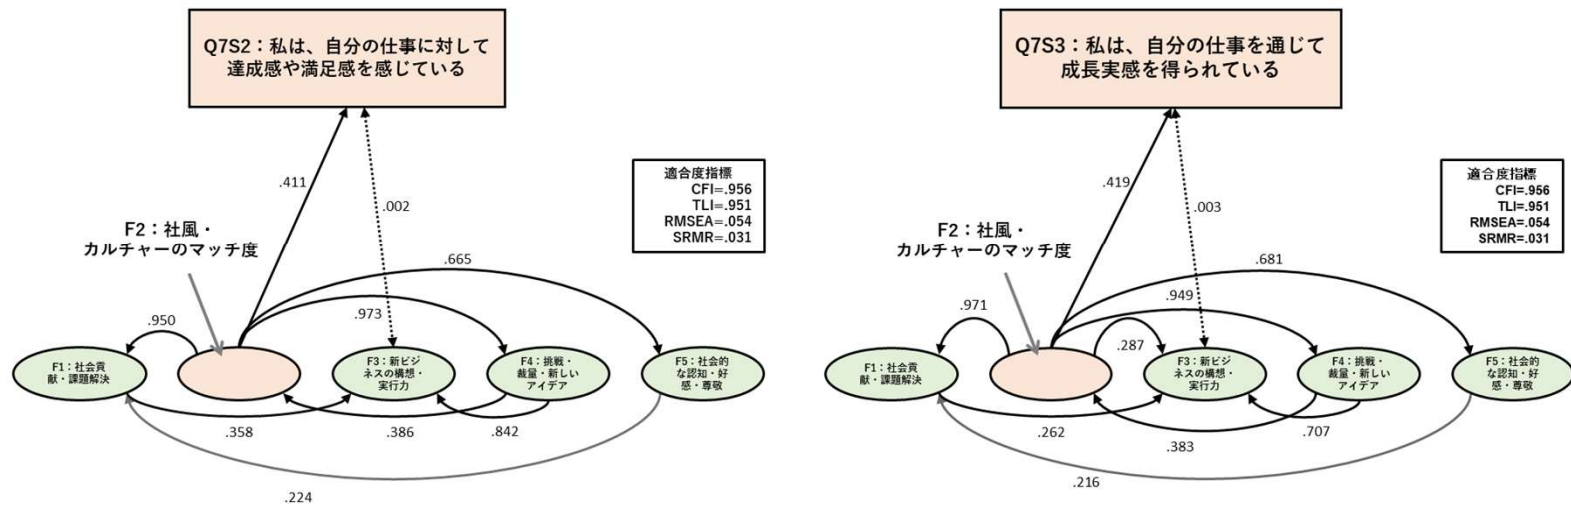 Q7S2：私は、自分の仕事に対して
達成感や満足感を感じている
.411
.002
適合度指標
CFI=.956
TLI=.951
RMSEA=.054
SRMR=.031
F2：社風・
カルチャーのマッチ度
.665
.950
.973
F1：社会貢
献・課題解決
F3：新ビジ
ネスの構想・
実行力
F4：挑戦・
裁量・新しい
アイデア
F5：社会的
な認知・好
感・尊敬
.358
.386
.842
.224
Q7S3：私は、自分の仕事を通じて
成長実感を得られている
.419
.003
適合度指標
CFI=.956
TLI=.951
RMSEA=.054
SRMR=.031
F2：社風・
カルチャーのマッチ度
.681
.971
.949
.287
F1：社会貢
献・課題解決
F3：新ビジ
ネスの構想・
実行力
F4：挑戦・
裁量・新しい
アイデア
F5：社会的
な認知・好
感・尊敬
.262
.383
.707
.216